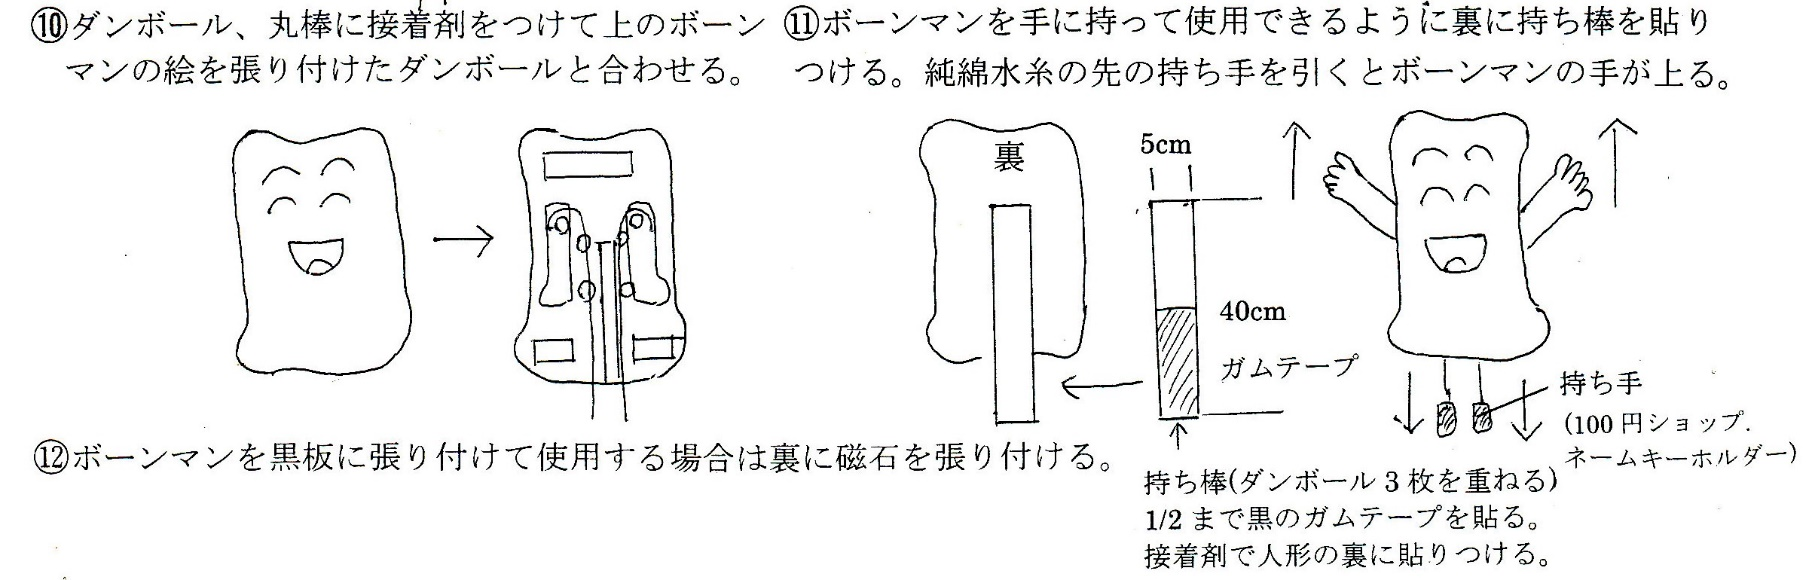 ⑩ダンボール、丸棒に接着剤をつけて上のボーン
マンの絵を張り付けたダンボールと合わせる。
⑪ボーンマンを手に持って使用できるように裏に持ち棒を貼り
つける。純綿水糸の先の持ち手を引くとボーンマンの手が上る。
裏
5cm
40cm
ガムテープ
持ち手
(100円ショップ.
ネームキーホルダー)
持ち棒(ダンボール3枚を重ねる)
1/2まで黒のガムテープを貼る。
接着剤で人形の裏に貼りつける。
⑫ボーンマンを黒板に張り付けて使用する場合は裏に磁石を張り付ける。